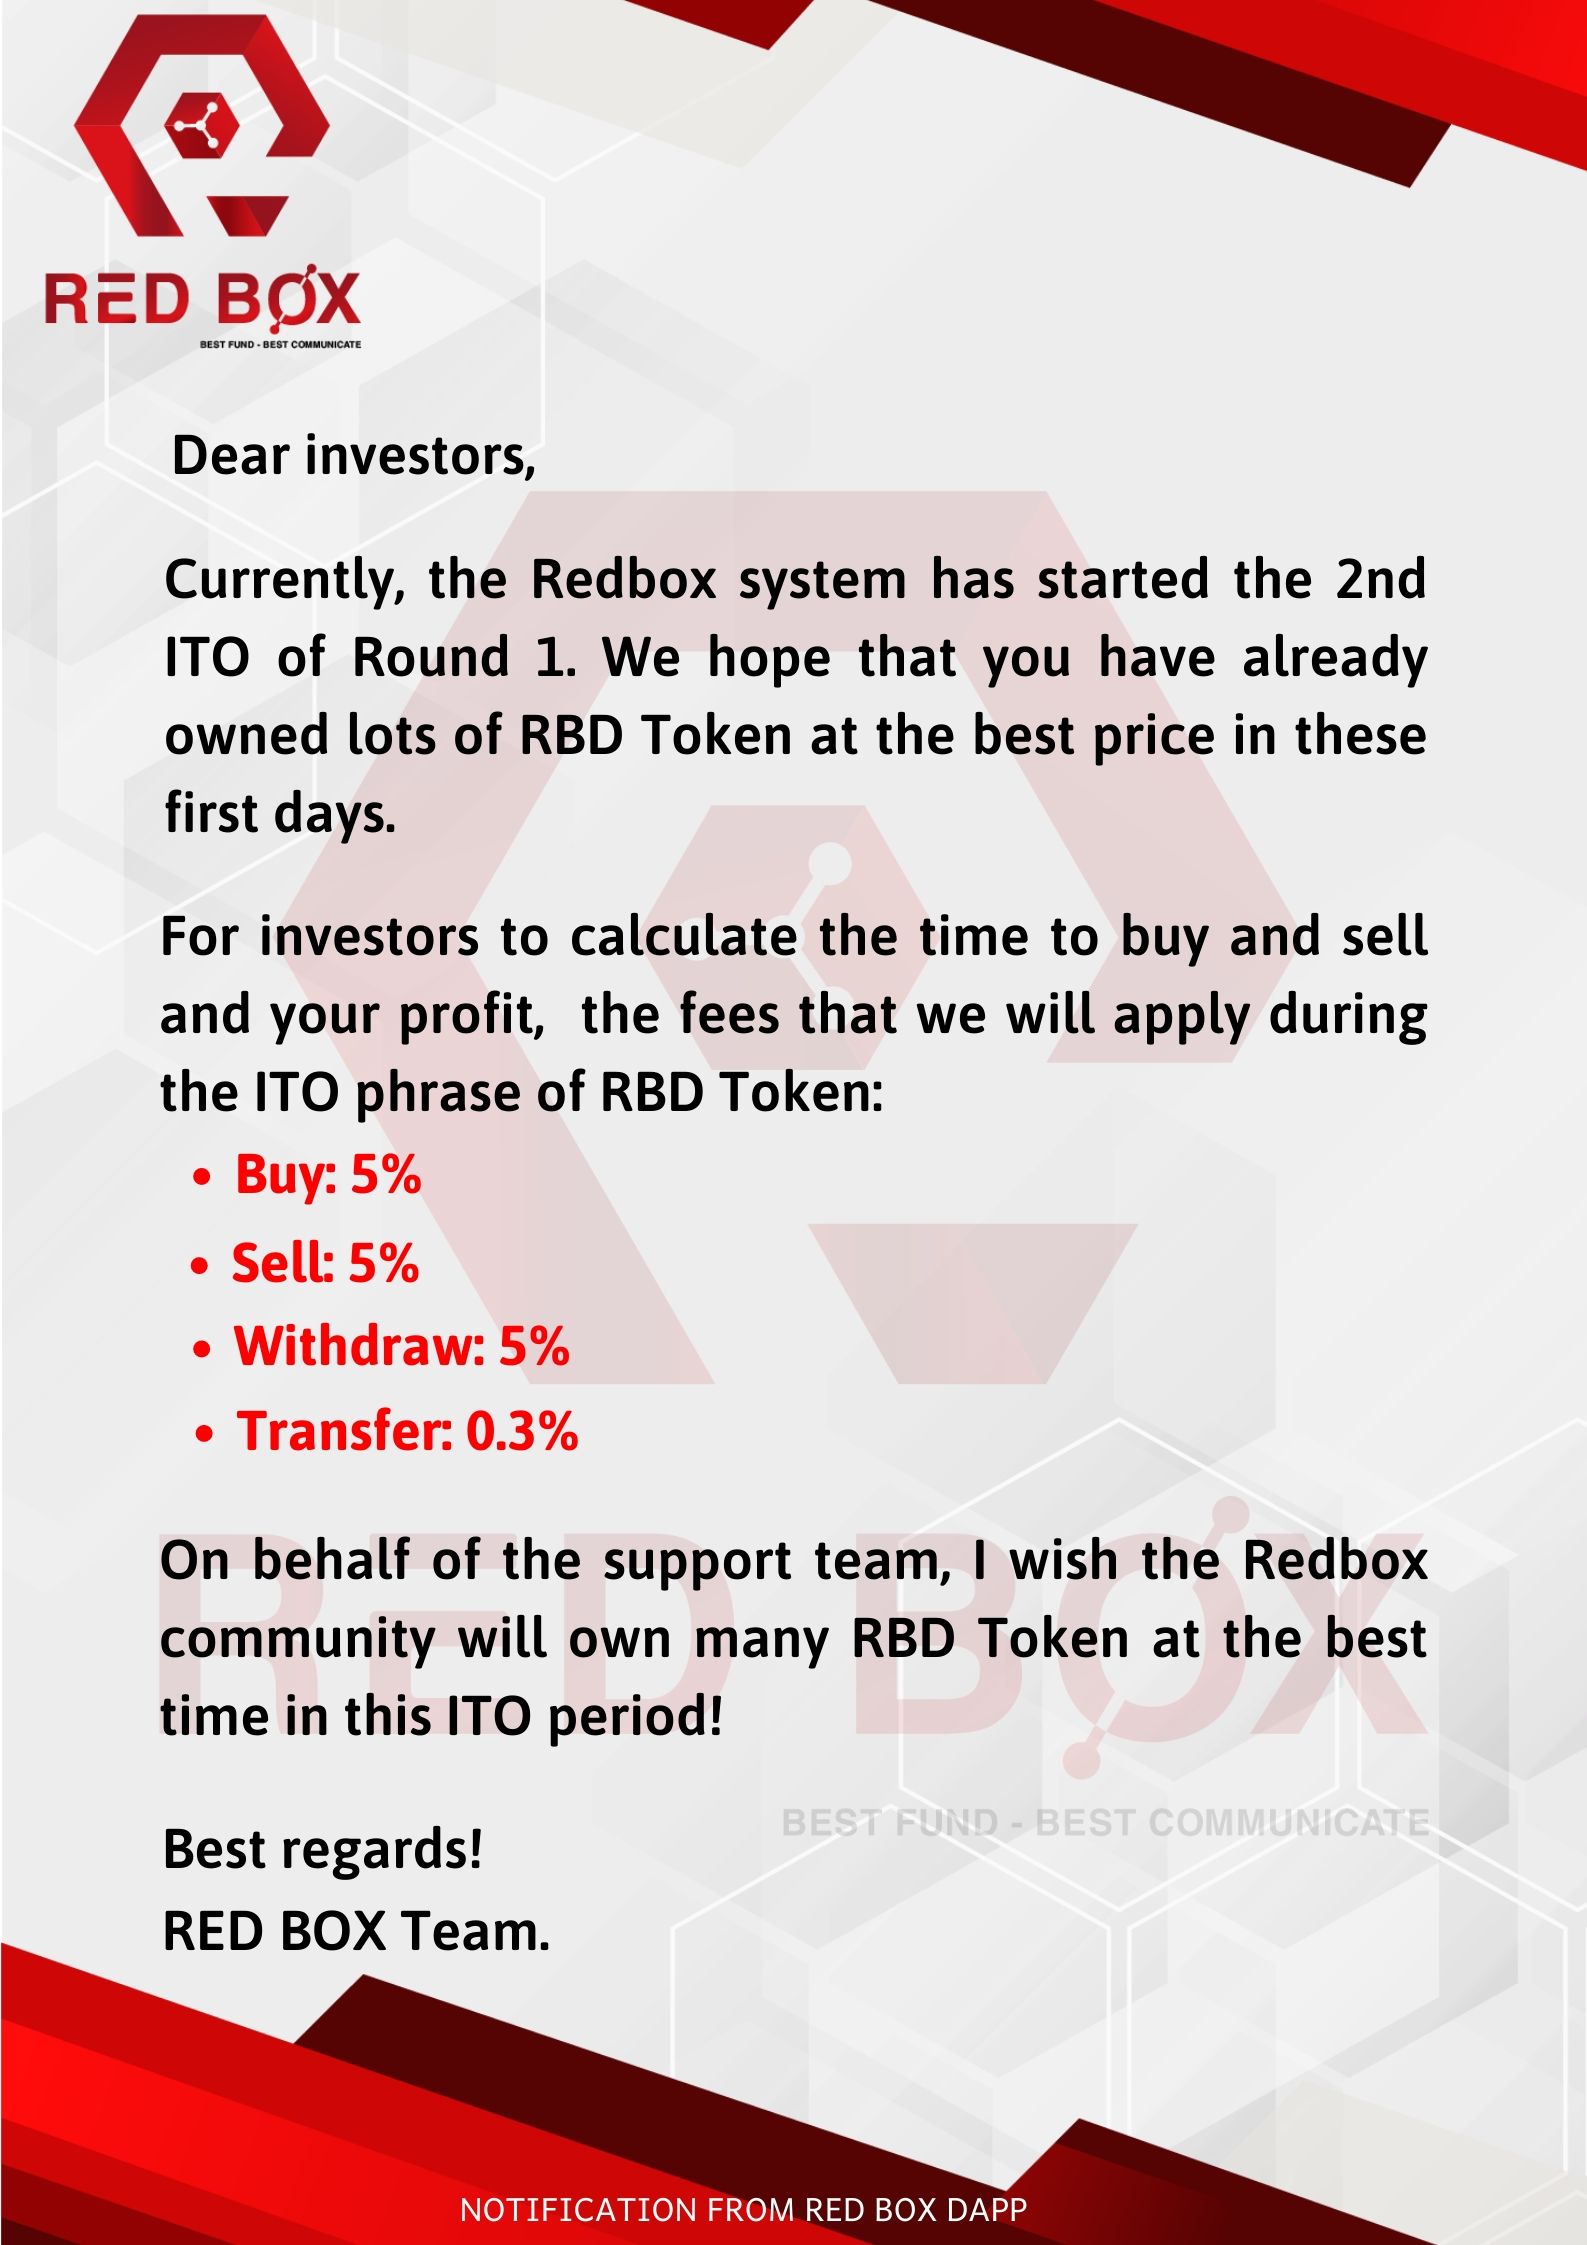 RED BOX
BEST FUND - BEST COMMUNICATE
Dear investors,
Currently, the Redbox system has started the 2nd
ITO of Round 1. We hope that you have already
owned lots of RBD Token at the best price in these
first days.
For investors to calculate the time to buy and sell
and your profit,  the fees that we will apply during
the ITO phrase of RBD Token:
• Buy: 5%
• Sell: 5%
• Withdraw: 5%
• Transfer: 0.3%
On behalf of the support team, I wish the Redbox
community will own many RBD Token at the best
time in this ITO period!
RED BOX
BEST FUND - BEST COMMUNICATE
Best regards!
RED BOX Team.
NOTIFICATION FROM RED BOX DAPP